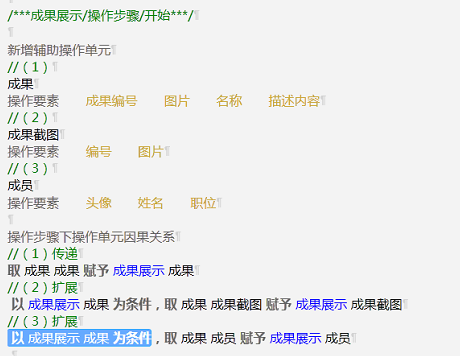 /***成果展示/操作步骤/开始***/¶
¶
新增辅助操作单元¶
//（1）¶
成果¶
操作要素 成果编号 图片 名称 描述内容¶
//（2）¶
成果截图¶
操作要素 编号 图片¶
//（3）¶
成员¶
操作要素 头像 姓名 职位¶
¶
操作步骤下操作单元因果关系¶
//（1）传递¶
取 成果 成果 赋予 成果展示 成果¶
//（2）扩展¶
以 成果展示 成果 为条件，取 成果 成果截图 赋予 成果展示 成果截图¶
//（3）扩展¶
以 成果展示 成果 为条件，取 成果 成员 赋予 成果展示 成员¶
¶